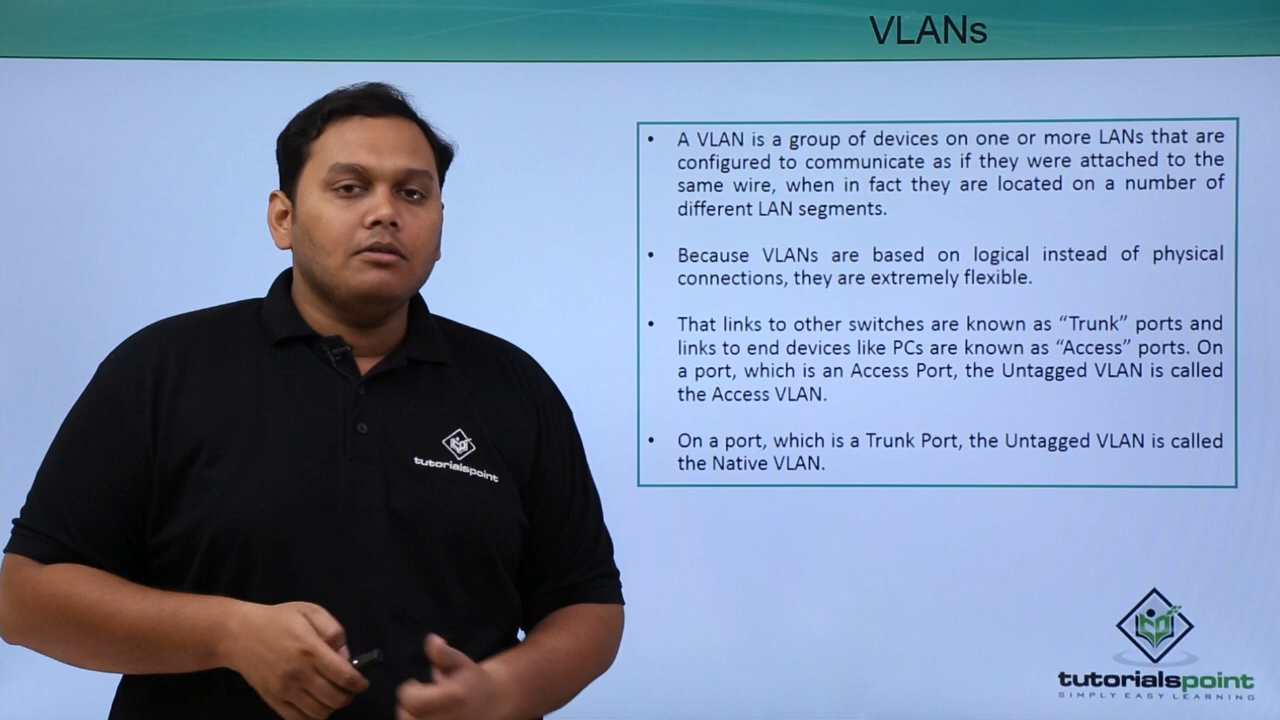 VLANs
• A VLAN is a group of devices on one or more LANs that are
configured to communicate as if they were attached to the
same wire, when in fact they are located on a number of
different LAN segments.
• Because VLANs are based on logical instead of physical
connections, they are extremely flexible.
• That links to other switches are known as “Trunk” ports and
links to end devices like PCs are known as “Access” ports. On
a port, which is an Access Port, the Untagged VLAN is called
the Access VLAN.
• On a port, which is a Trunk Port, the Untagged VLAN is called
the Native VLAN.
tutorialspoint
tutorialspoint
SIMPLY EASY LEARNING